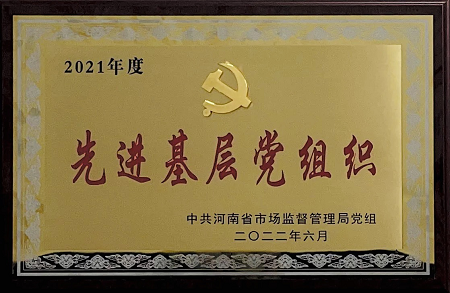 2021年度
先进基层党组织
中共河南省市场监督管理局党组
二〇二二年六月